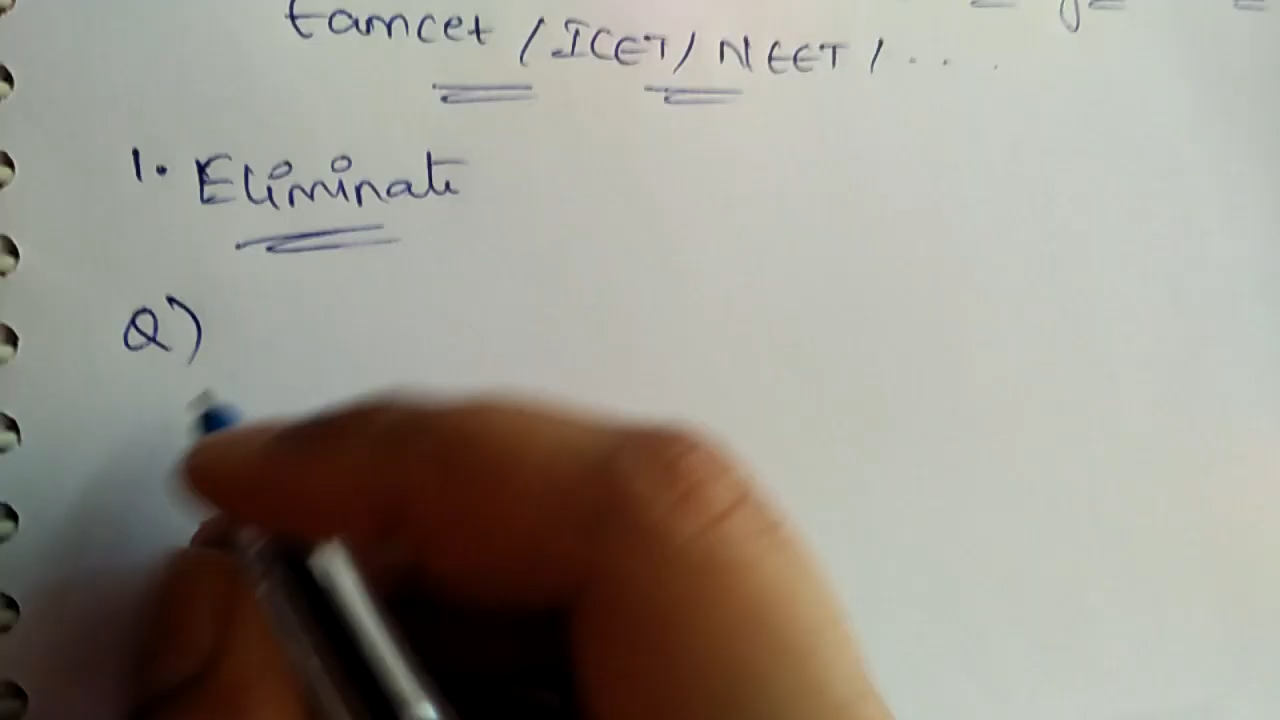 Eamcet / ICET / NEET / ...
1. Eliminate
Q)